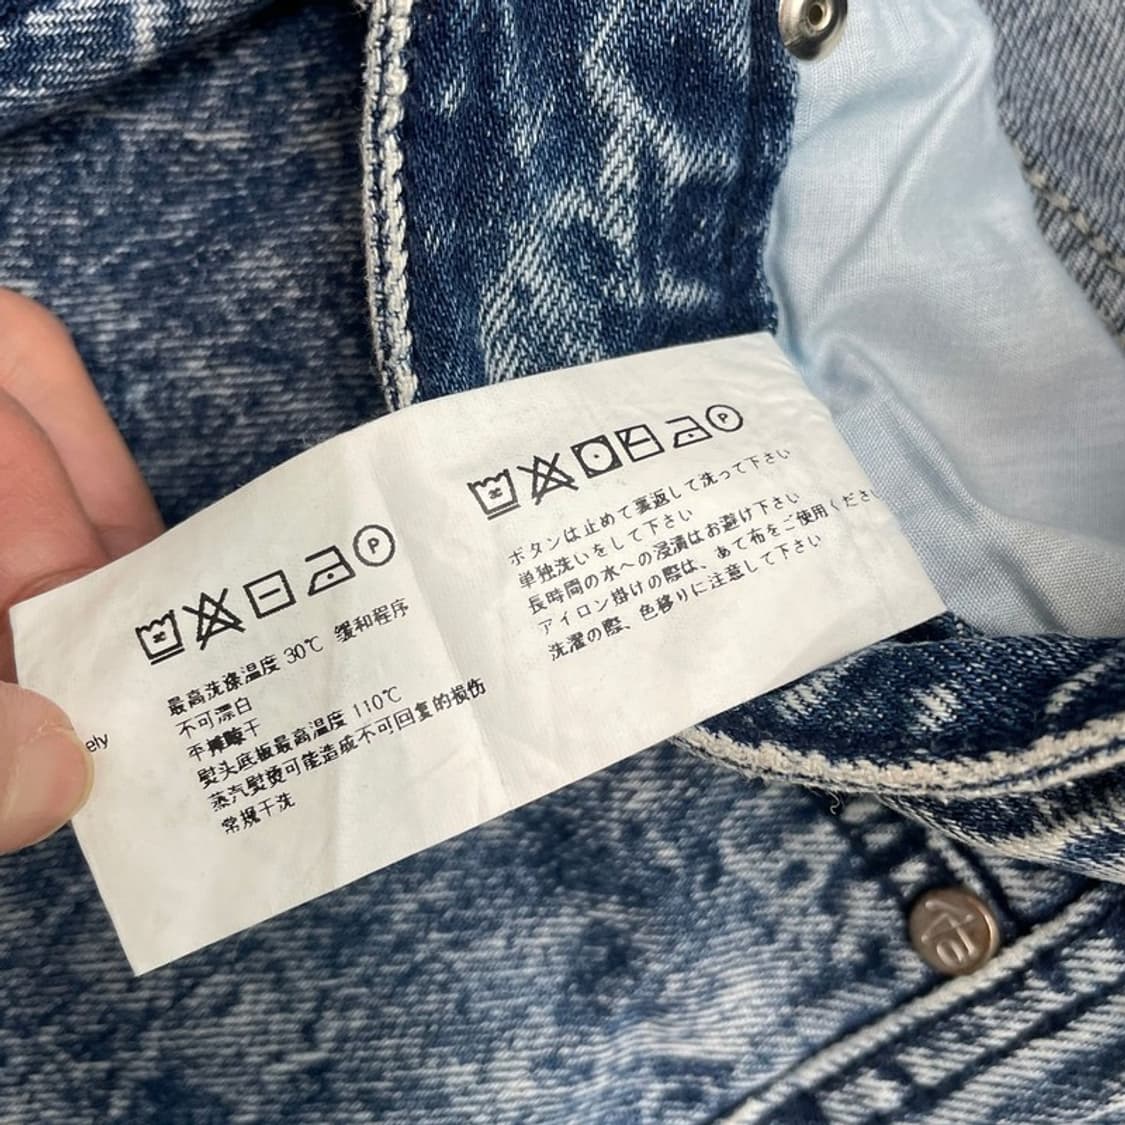 ely
最高洗涤温度 30℃ 缓和程序
不可漂白
平摊晾干
熨头底板最高温度 110℃
蒸汽熨烫可能造成不可回复的损伤
常规干洗
P
ボタンは止めて裏返して洗って下さい
単独洗いをして下さい
長時間の水への浸漬はお避け下さい
アイロン掛けの際は、あて布をご使用くださ
洗濯の際、色移りに注意して下さい
P